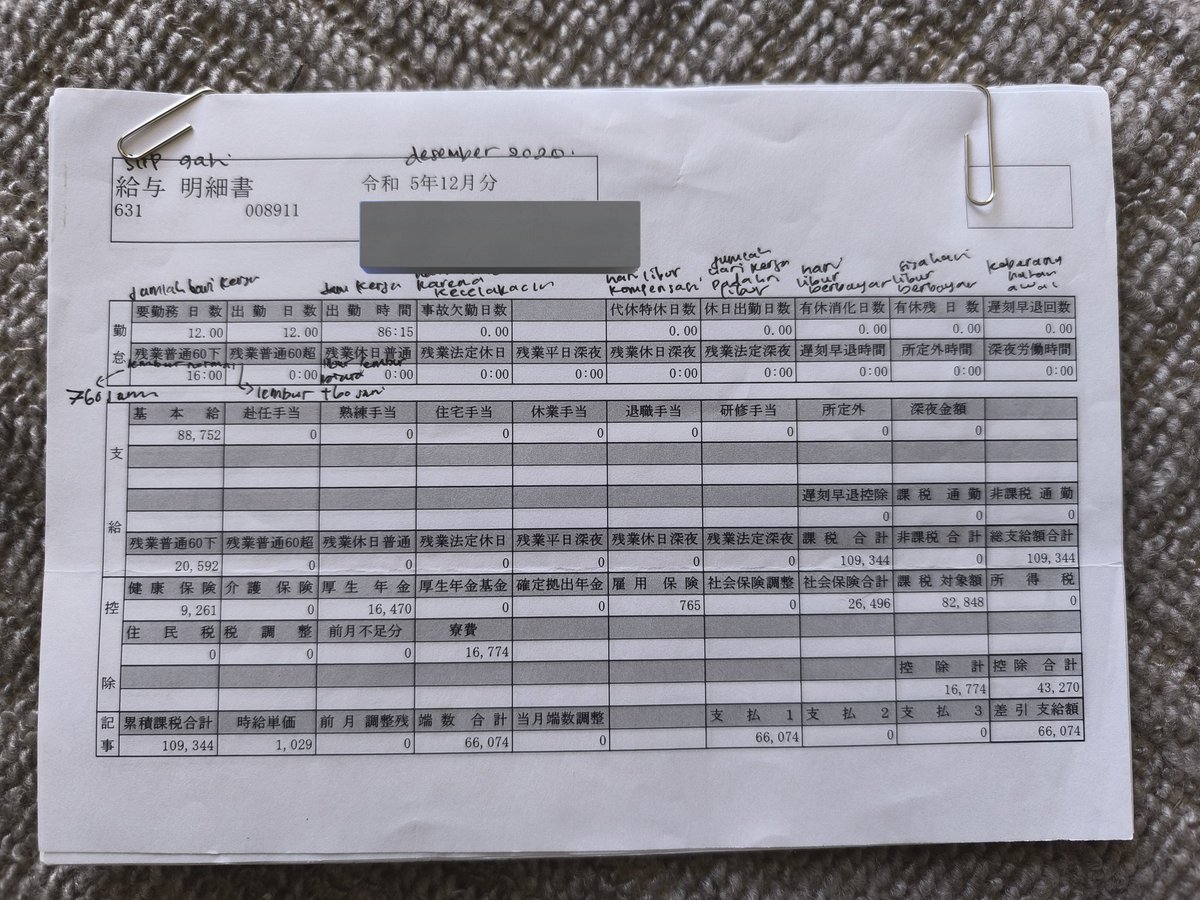 slip gaji desember 2020.
給与 明細書 令和 5年12月分
631 008911
jumlah hari kerja jam kerja karena kecelakaan hari libur kompensasi jumlah dari kerja pada hri libur hari libur berbayar sisa hari libur berbayar awal
勤怠
要勤務日数 出勤日数 出勤時間 事故欠勤日数 代休特休日数 休日出勤日数 有休消化日数 有休残日数 遅刻早退回数
12.00 12.00 86:15 0.00 0.00 0.00 0.00 0.00 0.00
残業普通60下 残業普通60超 残業休日普通 残業法定休日 残業平日深夜 残業休日深夜 残業法定深夜 遅刻早退時間 所定外時間 深夜労働時間
lembur normal libur lembur
16:00 0:00 0:00 0:00 0:00 0:00 0:00 0:00 0:00 0:00
760 jam lembur +60 jam
支給
基本給 赴任手当 熟練手当 住宅手当 休業手当 退職手当 研修手当 所定外 深夜金額
88,752 0 0 0 0 0 0 0 0
遅刻早退控除 課税通勤 非課税通勤
0 0 0
残業普通60下 残業普通60超 残業休日普通 残業法定休日 残業平日深夜 残業休日深夜 残業法定深夜 課税合計 非課税合計 総支給額合計
20,592 0 0 0 0 0 0 109,344 0 109,344
控除
健康保険 介護保険 厚生年金 厚生年金基金 確定拠出年金 雇用保険 社会保険調整 社会保険合計 課税対象額 所得税
9,261 0 16,470 0 0 765 0 26,496 82,848 0
住民税 税調整 前月不足分 寮費
0 0 0 16,774
控除計 控除合計
16,774 43,270
記事
累積課税合計 時給単価 前月調整残 端数合計 当月端数調整 支払1 支払2 支払3 差引支給額
109,344 1,029 0 66,074 0 66,074 0 0 66,074